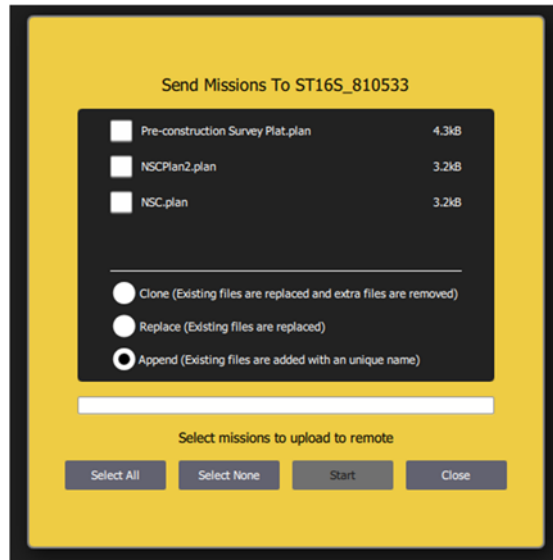 Send Missions To ST16S_810533
Pre-construction Survey Plat.plan 4.3kB
NSCPlan2.plan 3.2kB
NSC.plan 3.2kB
Clone (Existing files are replaced and extra files are removed)
Replace (Existing files are replaced)
Append (Existing files are added with an unique name)
Select missions to upload to remote
Select All Select None Start Close